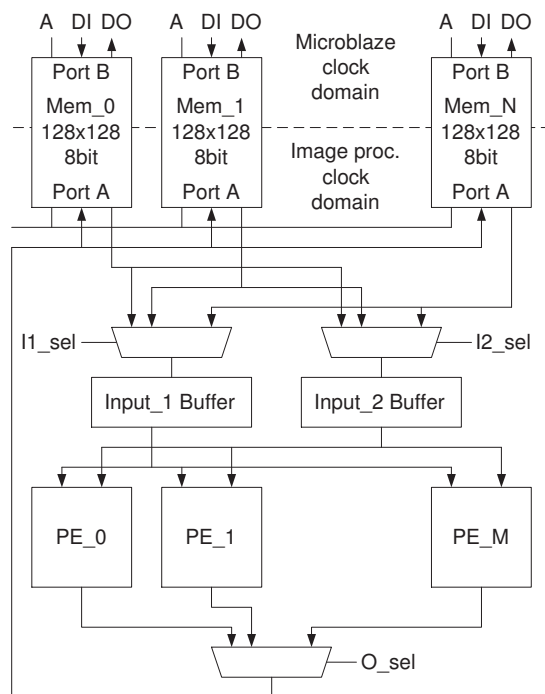 A DI DO A DI DO A DI DO
Microblaze
clock
domain
Port B Port B Port B
Mem_0 Mem_1 Mem_N
128x128 128x128 128x128
8bit 8bit 8bit
Image proc.
clock
domain
Port A Port A Port A
I1_sel I2_sel
Input_1 Buffer Input_2 Buffer
PE_0 PE_1 PE_M
O_sel